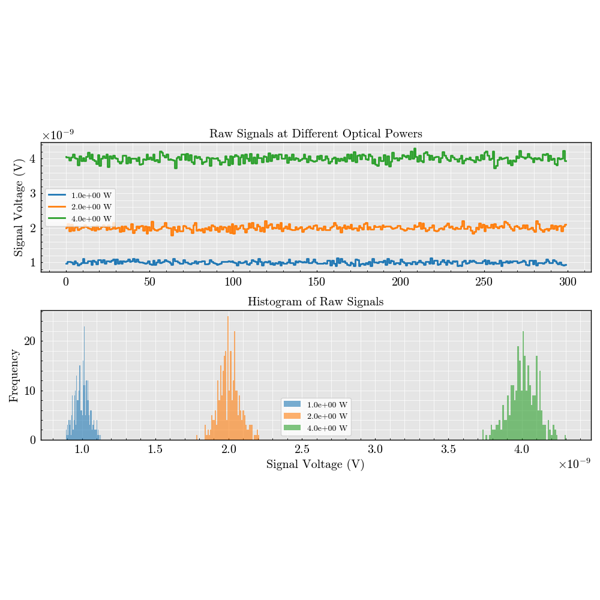 Raw Signals at Different Optical Powers
×10⁻⁹
Signal Voltage (V)
4
3
2
1
1.0e+00 W
2.0e+00 W
4.0e+00 W
0 50 100 150 200 250 300
Histogram of Raw Signals
Frequency
20
10
0
1.0e+00 W
2.0e+00 W
4.0e+00 W
1.0 1.5 2.0 2.5 3.0 3.5 4.0
Signal Voltage (V)
×10⁻⁹